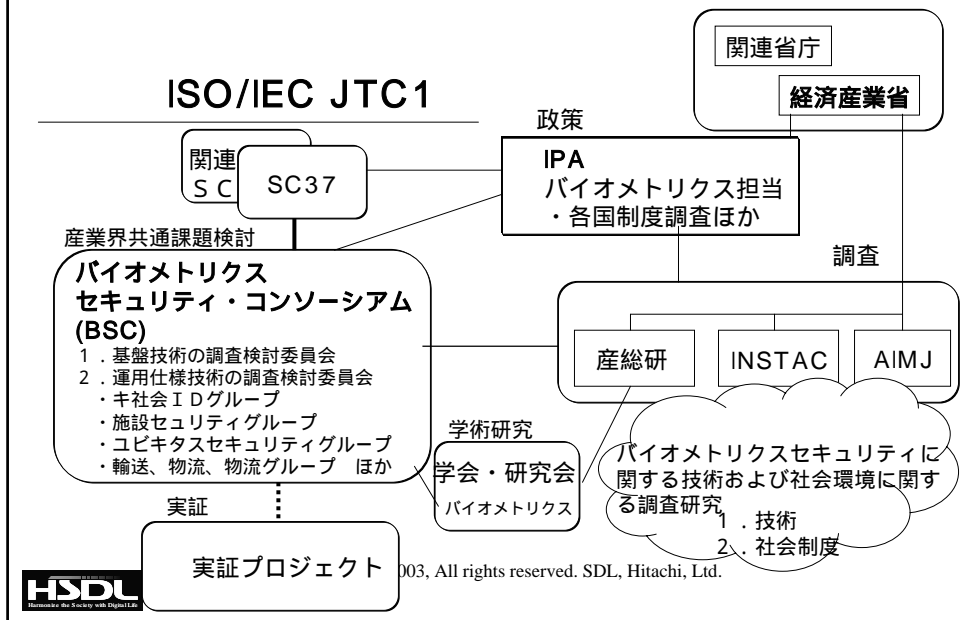 関連省庁
経済産業省
ISO/IEC JTC1
政策
関連
ＳＣ
SC37
IPA
バイオメトリクス担当
・各国制度調査ほか
産業界共通課題検討
調査
バイオメトリクス
セキュリティ・コンソーシアム
(BSC)
１．基盤技術の調査検討委員会
２．運用仕様技術の調査検討委員会
・キ社会ＩＤグループ
・施設セュリティグループ
・ユビキタスセキュリティグループ
・輸送、物流、物流グループ　ほか
産総研
INSTAC
AIMJ
学術研究
学会・研究会
バイオメトリクス
バイオメトリクスセキュリティに
関する技術および社会環境に関す
る調査研究
１．技術
２．社会制度
実証
実証プロジェクト
003, All rights reserved. SDL, Hitachi, Ltd.
HSDL
Harmonize the Society with Digital Life